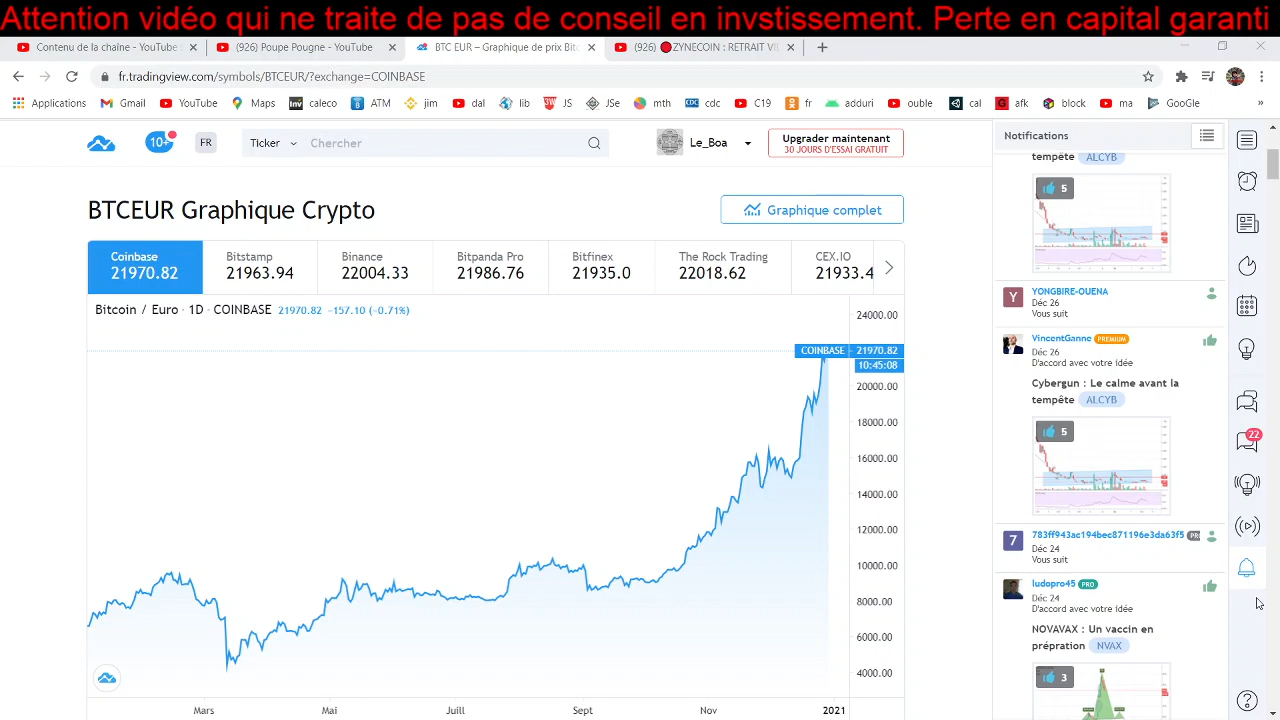 Attention vidéo qui ne traite de pas de conseil en invstissement. Perte en capital garanti
Contenu de la chaîne - YouTube S
(926) Poupe Pougne - YouTube
BTC EUR – Graphique de prix Bitc
(926) 🔴ZYNECOIN : RETRAIT VI
fr.tradingview.com/symbols/BTCEUR/?exchange=COINBASE
Applications
Gmail
YouTube
Maps
caleco
ATM
jim
dal
lib
JS
JSe
mth
cdc
C19
fr
adduri
ouble
cal
afk
block
ma
GooGle
»
10+
FR
Ticker
Chercher
Le_Boa
Upgrader maintenant
30 JOURS D'ESSAI GRATUIT
BTCEUR Graphique Crypto
Graphique complet
Coinbase
21970.82
Bitstamp
21963.94
Binance
22004.33
Bitpanda Pro
21986.76
Bitfinex
21935.0
The Rock Trading
22018.62
CEX.IO
21933.4
Bitcoin / Euro · 1D · COINBASE 21970.82 −157.10 (−0.71%)
24000.00
COINBASE 21970.82
10:45:08
20000.00
18000.00
16000.00
14000.00
12000.00
10000.00
8000.00
6000.00
4000.00
Mars
Mai
Juill
Sept
Nov
2021
Notifications
tempête ALCYB
5
Y
YONGBIRE-OUENA
Déc 26
Vous suit
VincentGanne PREMIUM
Déc 26
D'accord avec votre idée
Cybergun : Le calme avant la
tempête ALCYB
5
7
783ff943ac194bec871196e3da63f5 PR
Déc 24
Vous suit
ludopro45 PRO
Déc 24
D'accord avec votre idée
NOVAVAX : Un vaccin en
prépration NVAX
3
22